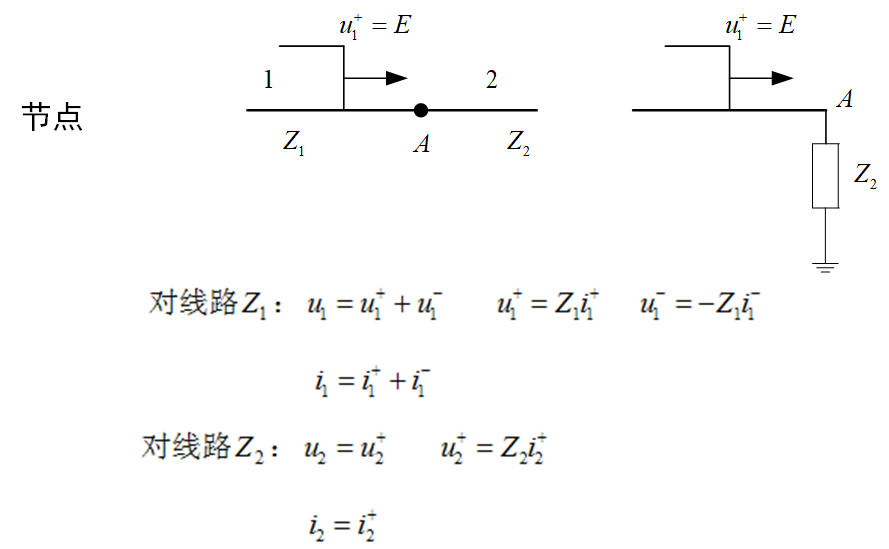 u₁⁺ = E
u₁⁺ = E
1
2
A
节点
Z₁
A
Z₂
Z₂
对线路Z₁: u₁ = u₁⁺ + u₁⁻ u₁⁺ = Z₁i₁⁺ u₁⁻ = −Z₁i₁⁻
i₁ = i₁⁺ + i₁⁻
对线路Z₂: u₂ = u₂⁺ u₂⁺ = Z₂i₂⁺
i₂ = i₂⁺